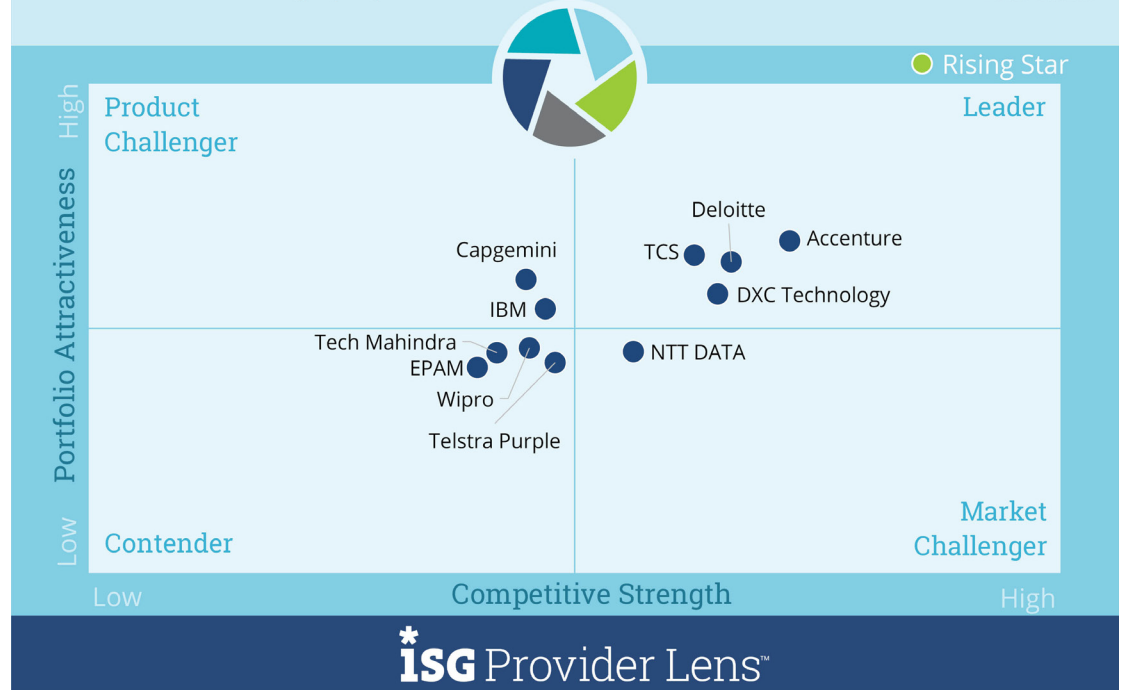 Rising Star
High
Product
Challenger
Leader
Portfolio Attractiveness
Deloitte
Accenture
TCS
Capgemini
DXC Technology
IBM
Tech Mahindra
NTT DATA
EPAM
Wipro
Telstra Purple
Low
Contender
Market
Challenger
Low
Competitive Strength
High
*ISG Provider Lens™